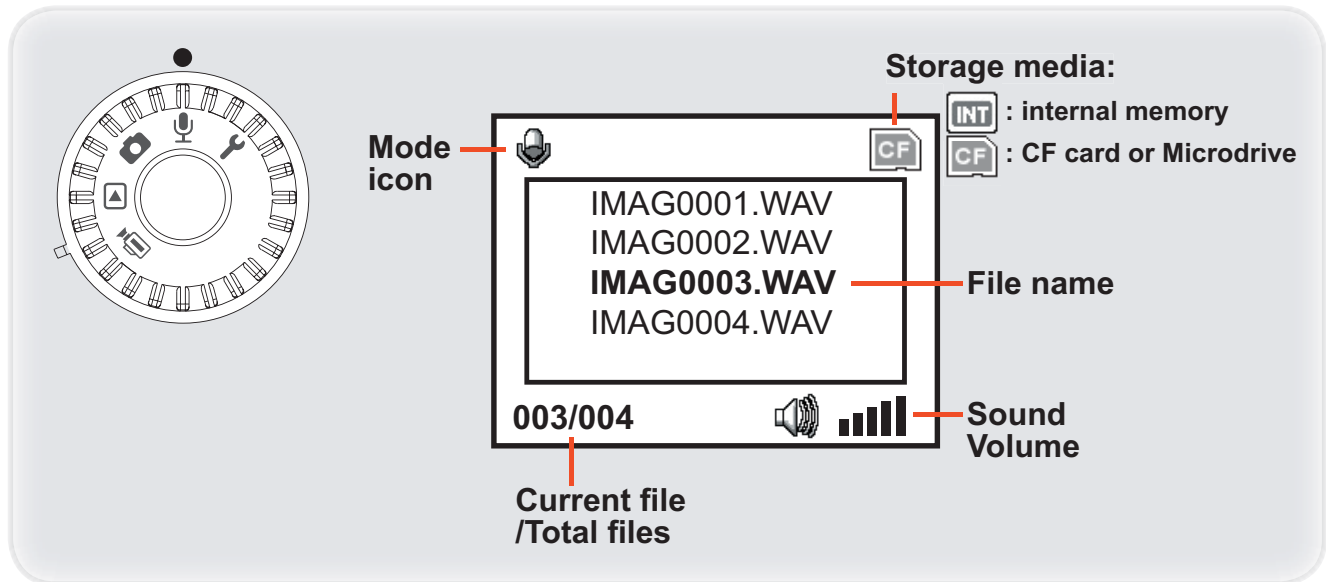 Storage media:
INT : internal memory
CF : CF card or Microdrive
Mode
icon
CF
IMAG0001.WAV
IMAG0002.WAV
IMAG0003.WAV
IMAG0004.WAV
File name
003/004
Sound
Volume
Current file
/Total files